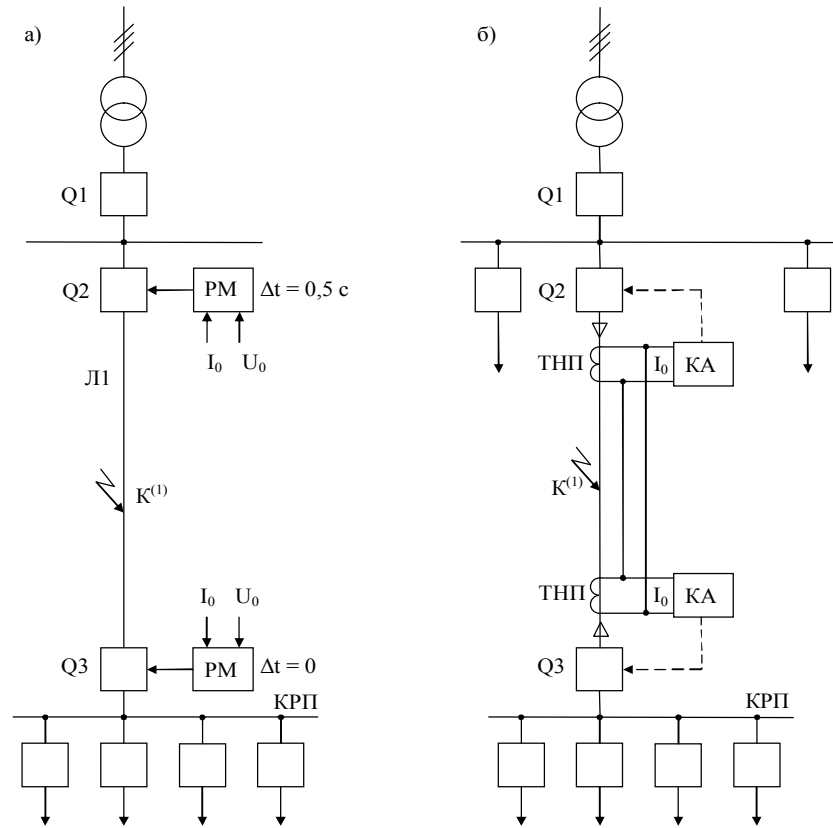 а)
Q1
Q2
РМ
Δt = 0,5 с
I₀
U₀
Л1
К⁽¹⁾
I₀
U₀
Q3
РМ
Δt = 0
КРП
б)
Q1
Q2
ТНП
I₀
КА
К⁽¹⁾
ТНП
I₀
КА
Q3
КРП